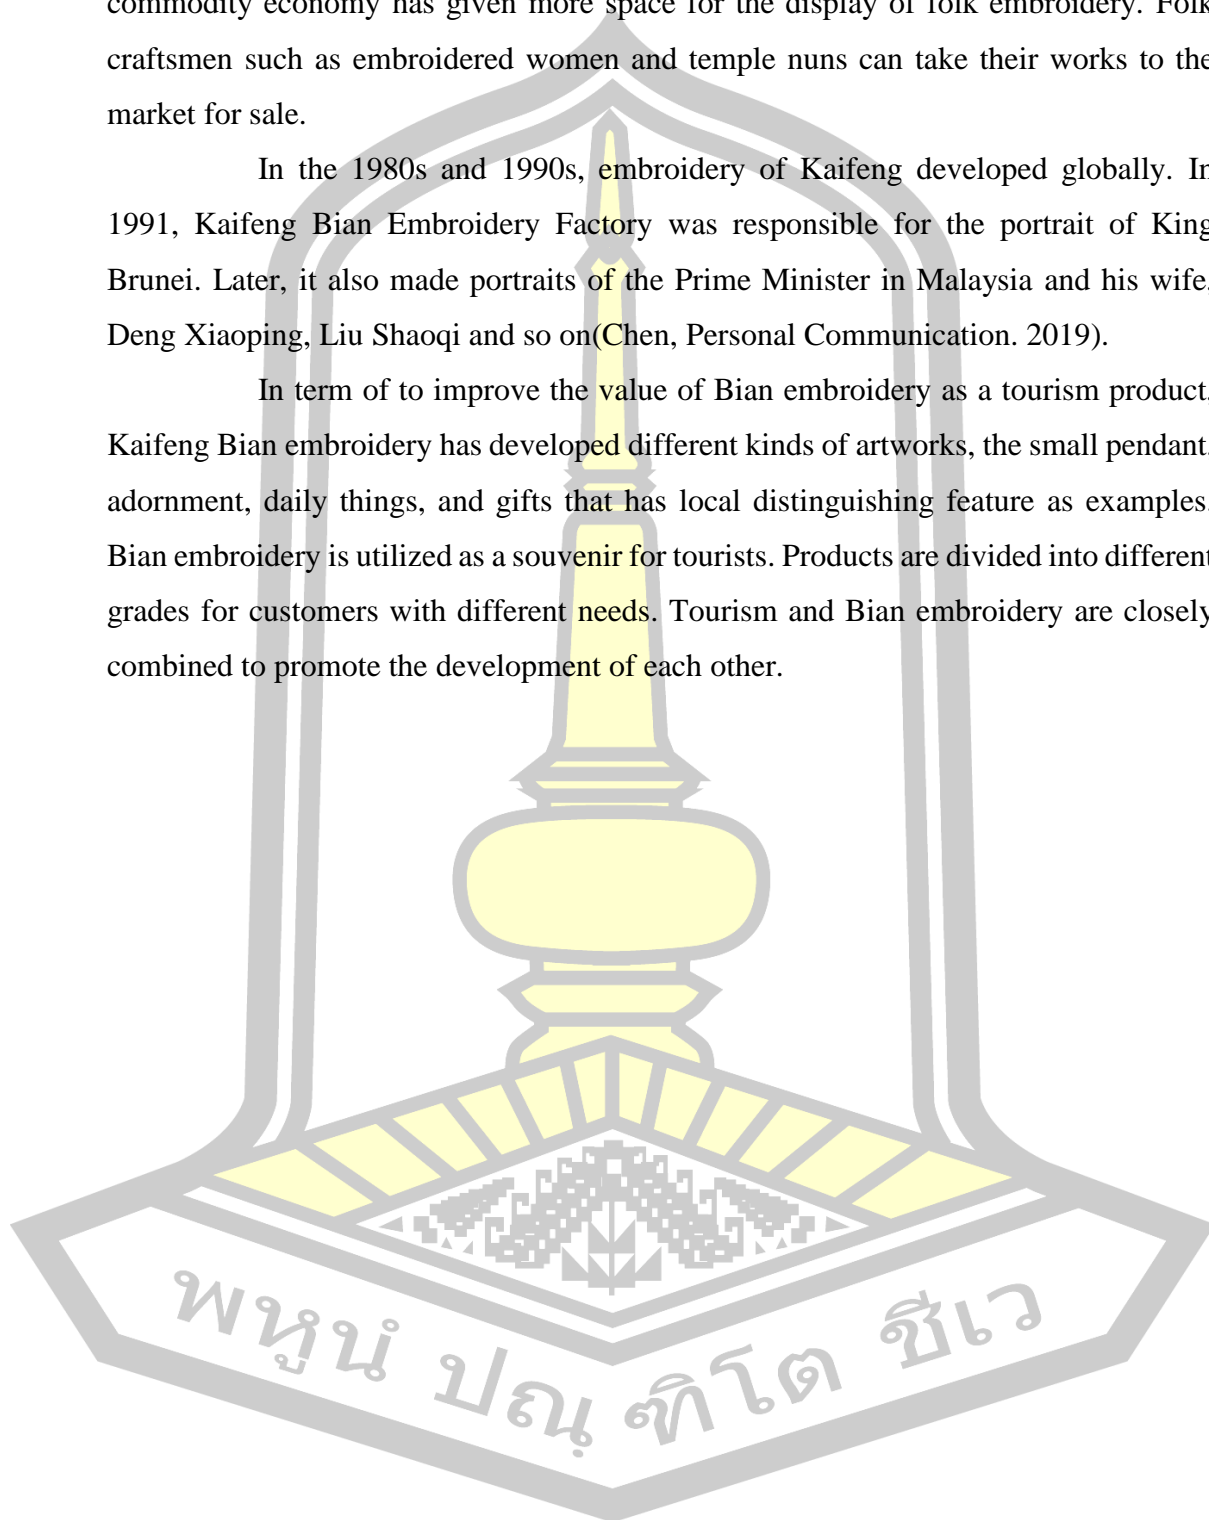 commodity economy has given more space for the display of folk embroidery. Folk
craftsmen such as embroidered women and temple nuns can take their works to the
market for sale.
In the 1980s and 1990s, embroidery of Kaifeng developed globally. In
1991, Kaifeng Bian Embroidery Factory was responsible for the portrait of King
Brunei. Later, it also made portraits of the Prime Minister in Malaysia and his wife,
Deng Xiaoping, Liu Shaoqi and so on(Chen, Personal Communication. 2019).
In term of to improve the value of Bian embroidery as a tourism product,
Kaifeng Bian embroidery has developed different kinds of artworks, the small pendant,
adornment, daily things, and gifts that has local distinguishing feature as examples.
Bian embroidery is utilized as a souvenir for tourists. Products are divided into different
grades for customers with different needs. Tourism and Bian embroidery are closely
combined to promote the development of each other.
พหูนํ ปณฺฑิโต ชีเว